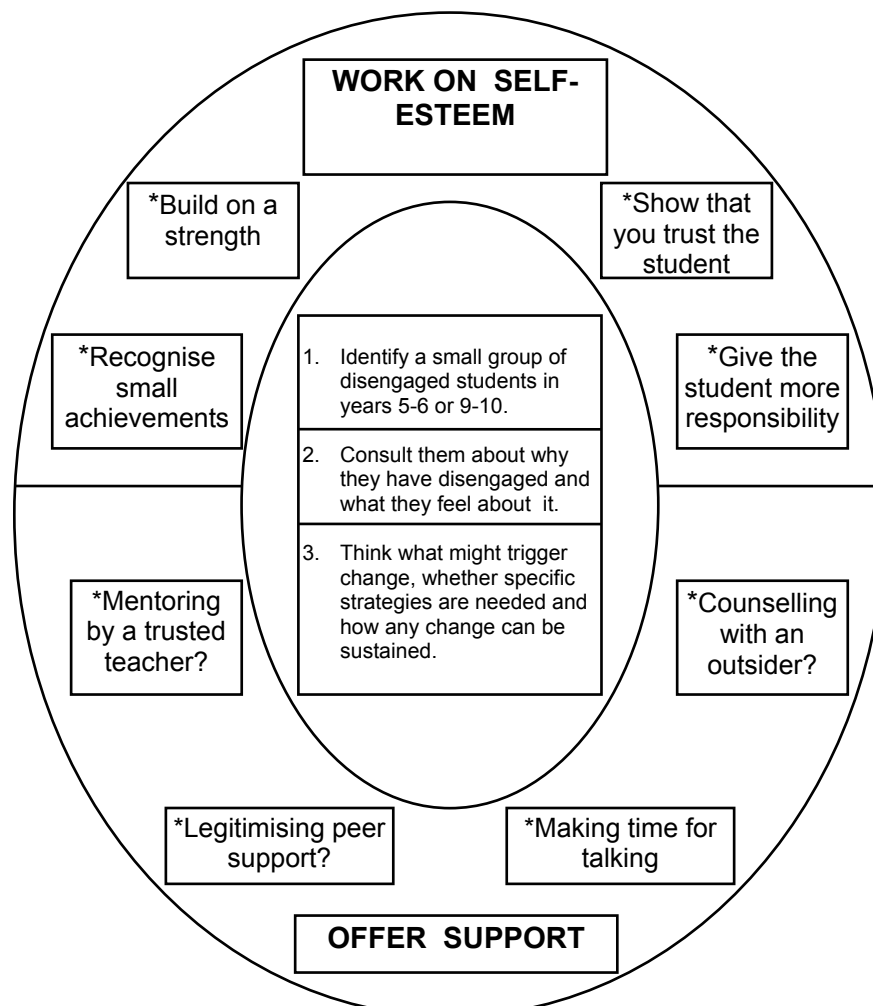 WORK ON  SELF-
ESTEEM
*Build on a
strength
*Show that
you trust the
student
*Recognise
small
achievements
*Give the
student more
responsibility
1. Identify a small group of
disengaged students in
years 5-6 or 9-10.
2. Consult them about why
they have disengaged and
what they feel about  it.
3. Think what might trigger
change, whether specific
strategies are needed and
how any change can be
sustained.
*Mentoring
by a trusted
teacher?
*Counselling
with an
outsider?
*Legitimising peer
support?
*Making time for
talking
OFFER  SUPPORT